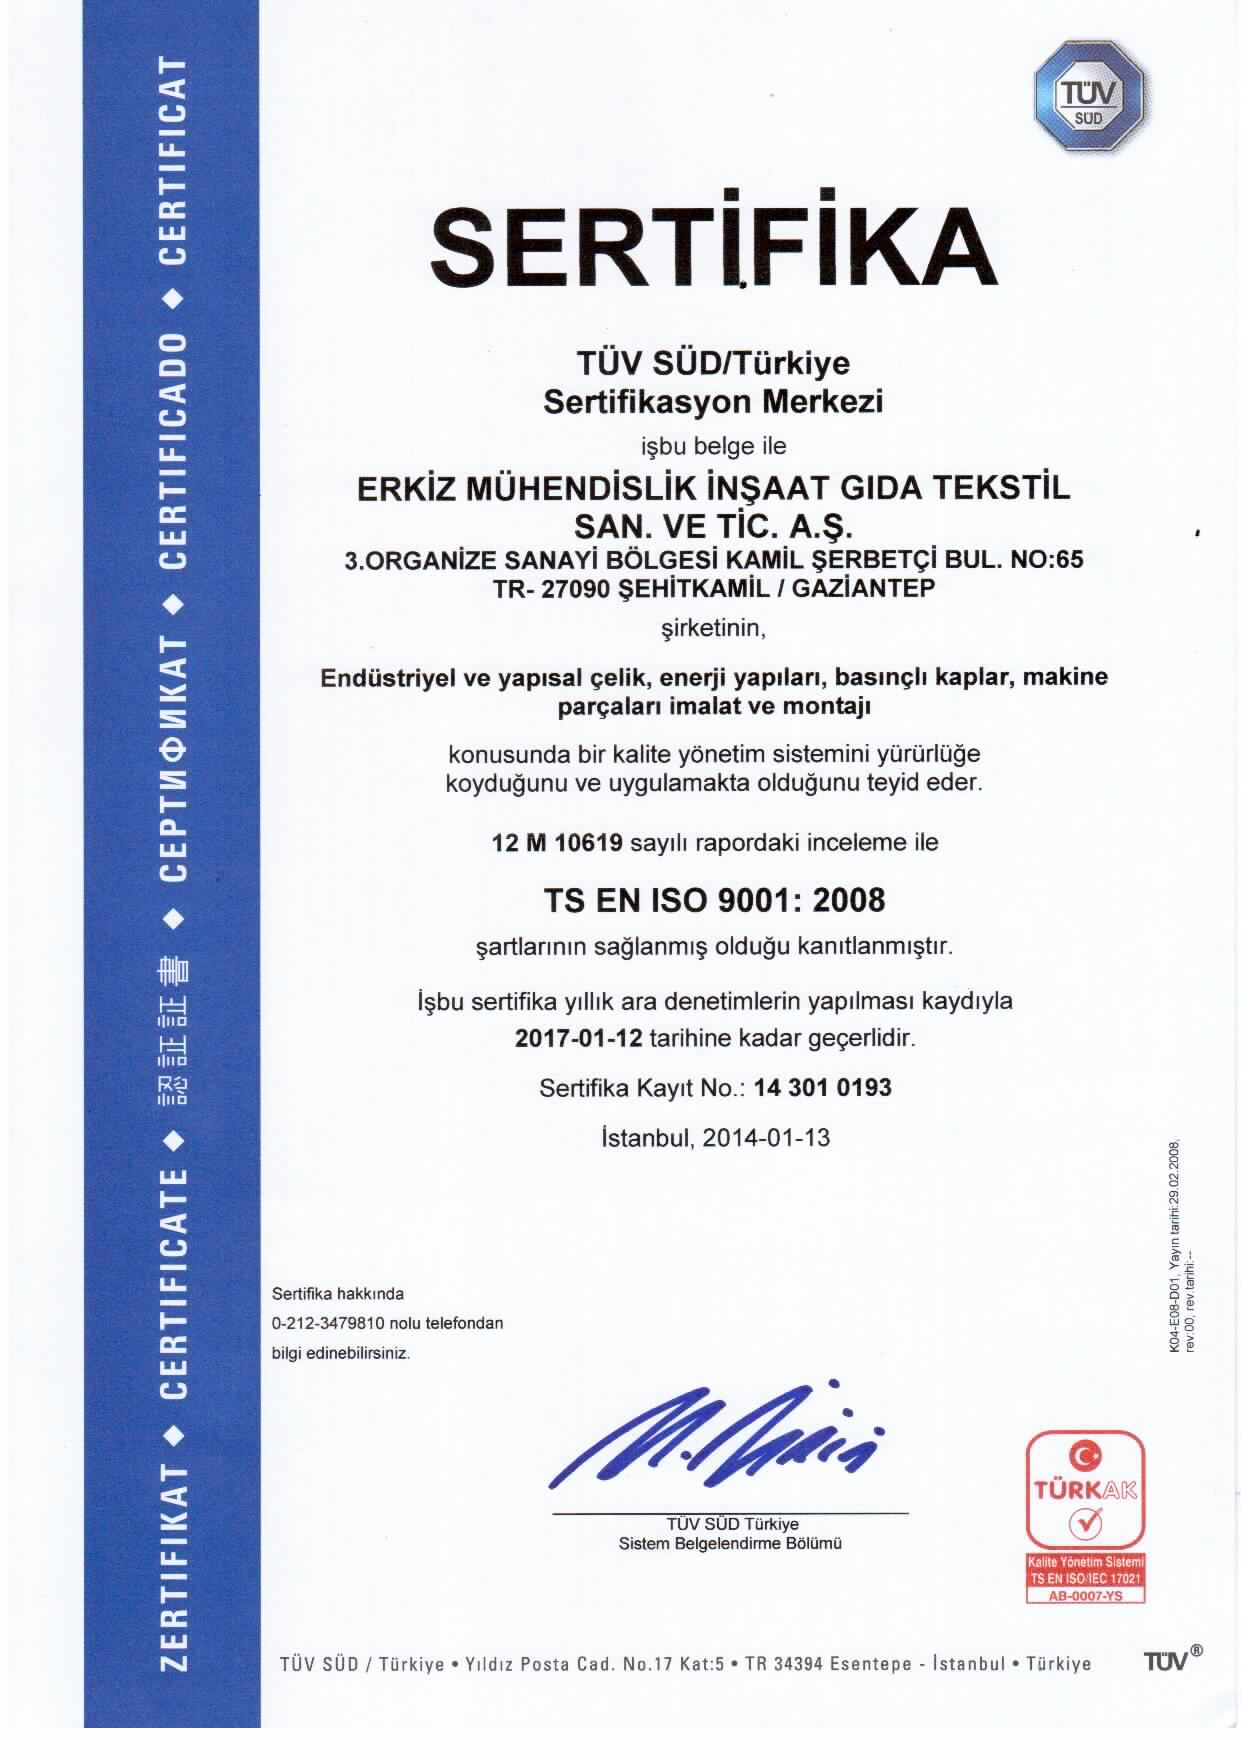 TÜV
SÜD
SERTİFİKA
TÜV SÜD/Türkiye
Sertifikasyon Merkezi
işbu belge ile
ERKİZ MÜHENDİSLİK İNŞAAT GIDA TEKSTİL
SAN. VE TİC. A.Ş.
3.ORGANİZE SANAYİ BÖLGESİ KAMİL ŞERBETÇİ BUL. NO:65
TR- 27090 ŞEHİTKAMİL / GAZİANTEP
şirketinin,
Endüstriyel ve yapısal çelik, enerji yapıları, basınçlı kaplar, makine
parçaları imalat ve montajı
konusunda bir kalite yönetim sistemini yürürlüğe
koyduğunu ve uygulamakta olduğunu teyid eder.
12 M 10619 sayılı rapordaki inceleme ile
TS EN ISO 9001: 2008
şartlarının sağlanmış olduğu kanıtlanmıştır.
İşbu sertifika yıllık ara denetimlerin yapılması kaydıyla
2017-01-12 tarihine kadar geçerlidir.
Sertifika Kayıt No.: 14 301 0193
İstanbul, 2014-01-13
Sertifika hakkında
0-212-3479810 nolu telefondan
bilgi edinebilirsiniz.
K04-E08-D01, Yayın tarihi:29.02.2008,
rev:00, rev.tarihi:--
TÜV SÜD Türkiye
Sistem Belgelendirme Bölümü
TÜRKAK
Kalite Yönetim Sistemi
TS EN ISO/IEC 17021
AB-0007-YS
TÜV SÜD / Türkiye • Yıldız Posta Cad. No.17 Kat:5 • TR 34394 Esentepe - İstanbul • Türkiye
TÜV®
ZERTIFIKAT ◆ CERTIFICATE ◆ 認証証書 ◆ СЕРТИФИКАТ ◆ CERTIFICADO ◆ CERTIFICAT